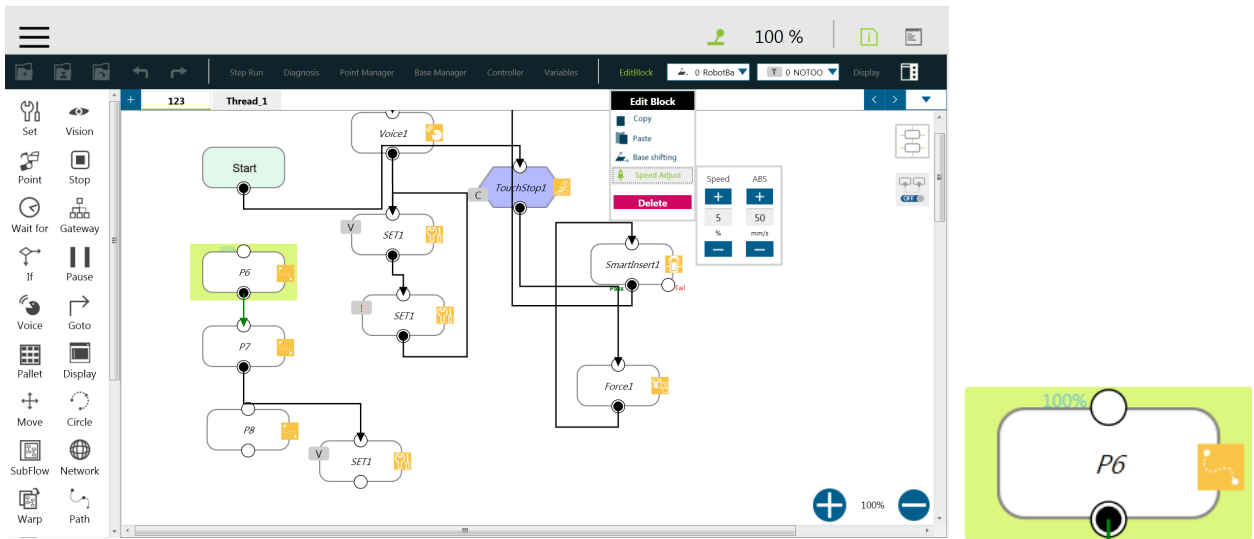 100 %
Step Run Diagnosis Point Manager Base Manager Controller Variables EditBlock 0 RobotBa T 0 NOTOO Display
+ 123 Thread_1 < >
Edit Block
Copy
Paste
Base shifting
Speed Adjust
Delete
Speed ABS
+ +
5 50
% mm/s
Set Vision
Point Stop
Wait for Gateway
If Pause
Voice Goto
Pallet Display
Move Circle
SubFlow Network
Warp Path
Voice1
Start
TouchStop1
C
V
SET1
OFF
100%
P6
SmartInsert1
Pass Fail
!
SET1
P7
Force1
P8
V
SET1
100%
100%
P6